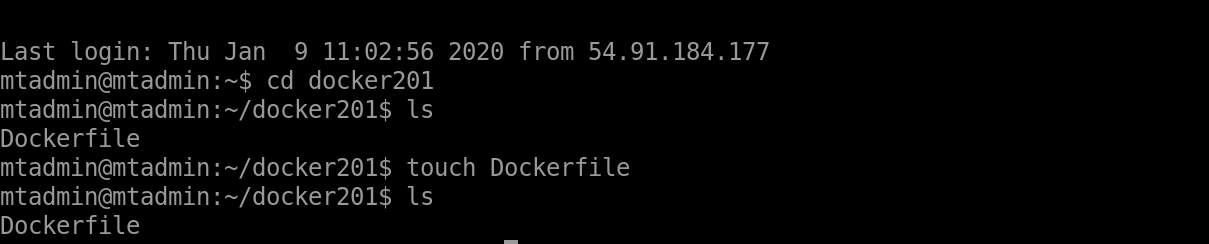 Last login: Thu Jan  9 11:02:56 2020 from 54.91.184.177
mtadmin@mtadmin:~$ cd docker201
mtadmin@mtadmin:~/docker201$ ls
Dockerfile
mtadmin@mtadmin:~/docker201$ touch Dockerfile
mtadmin@mtadmin:~/docker201$ ls
Dockerfile